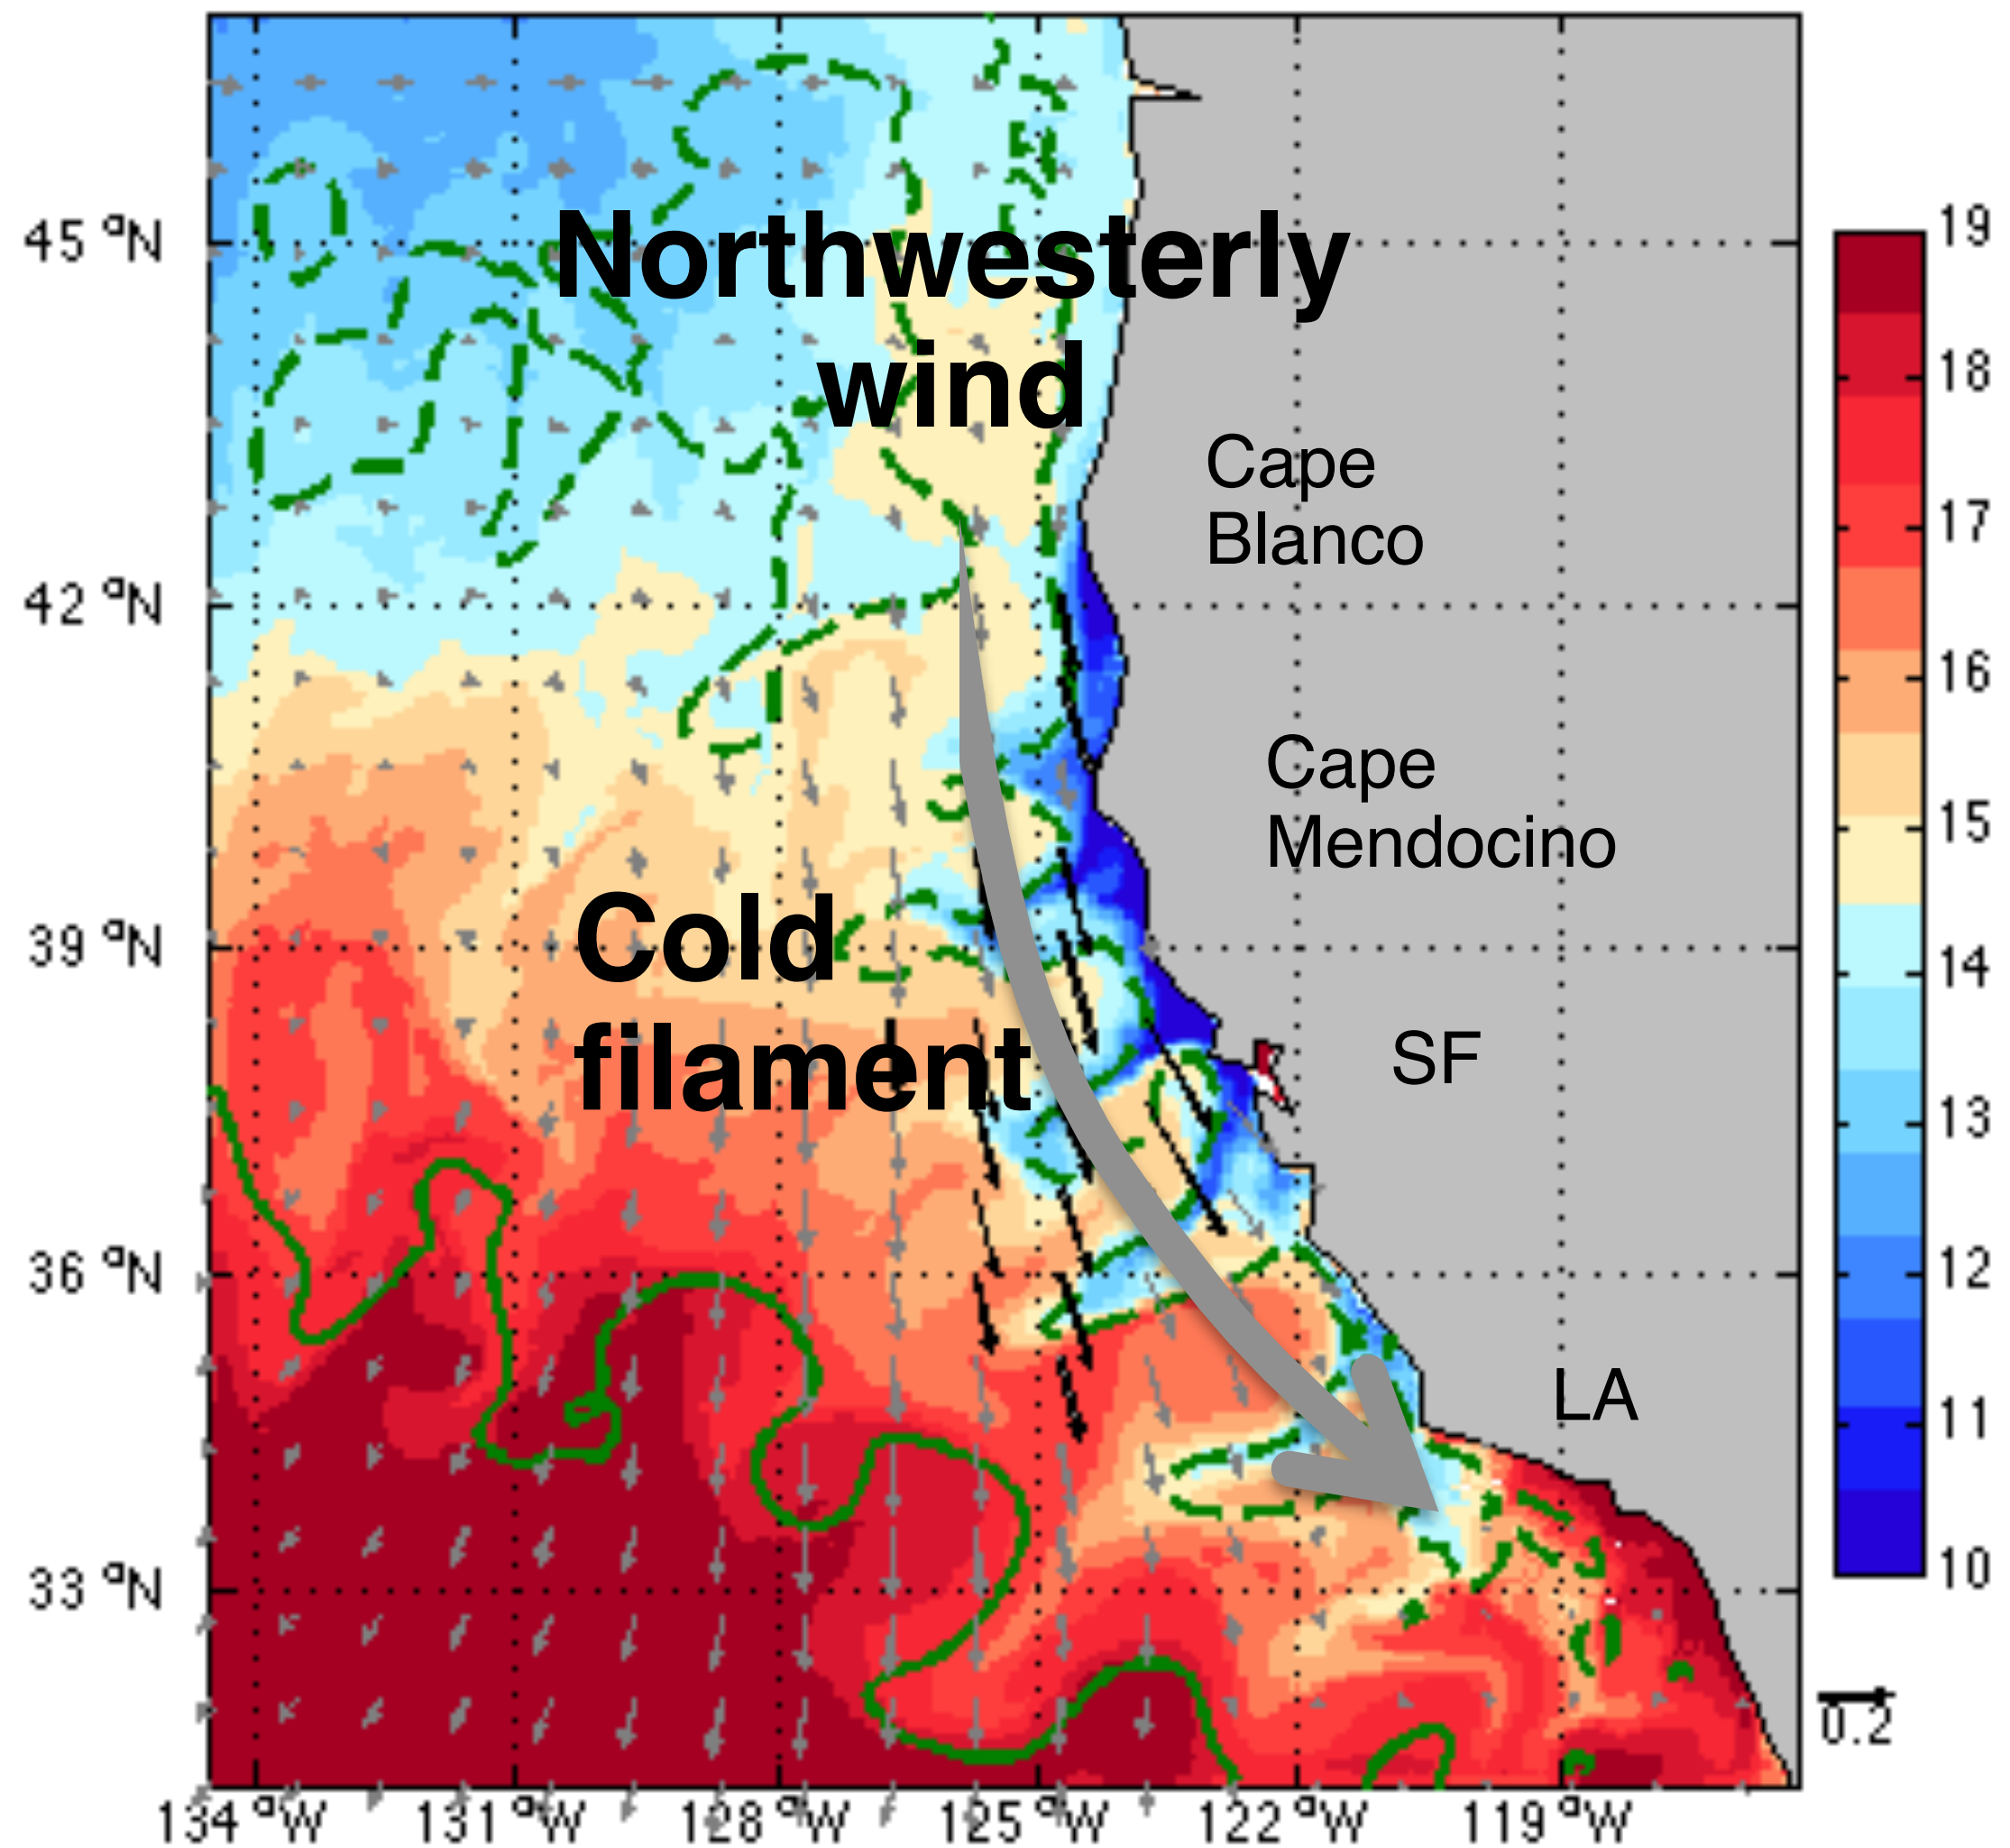 Northwesterly
wind
Cape
Blanco
Cape
Mendocino
Cold
filament
SF
LA
45 °N
42 °N
39 °N
36 °N
33 °N
134 °W
131 °W
128 °W
125 °W
122 °W
119 °W
19
18
17
16
15
14
13
12
11
10
0.2